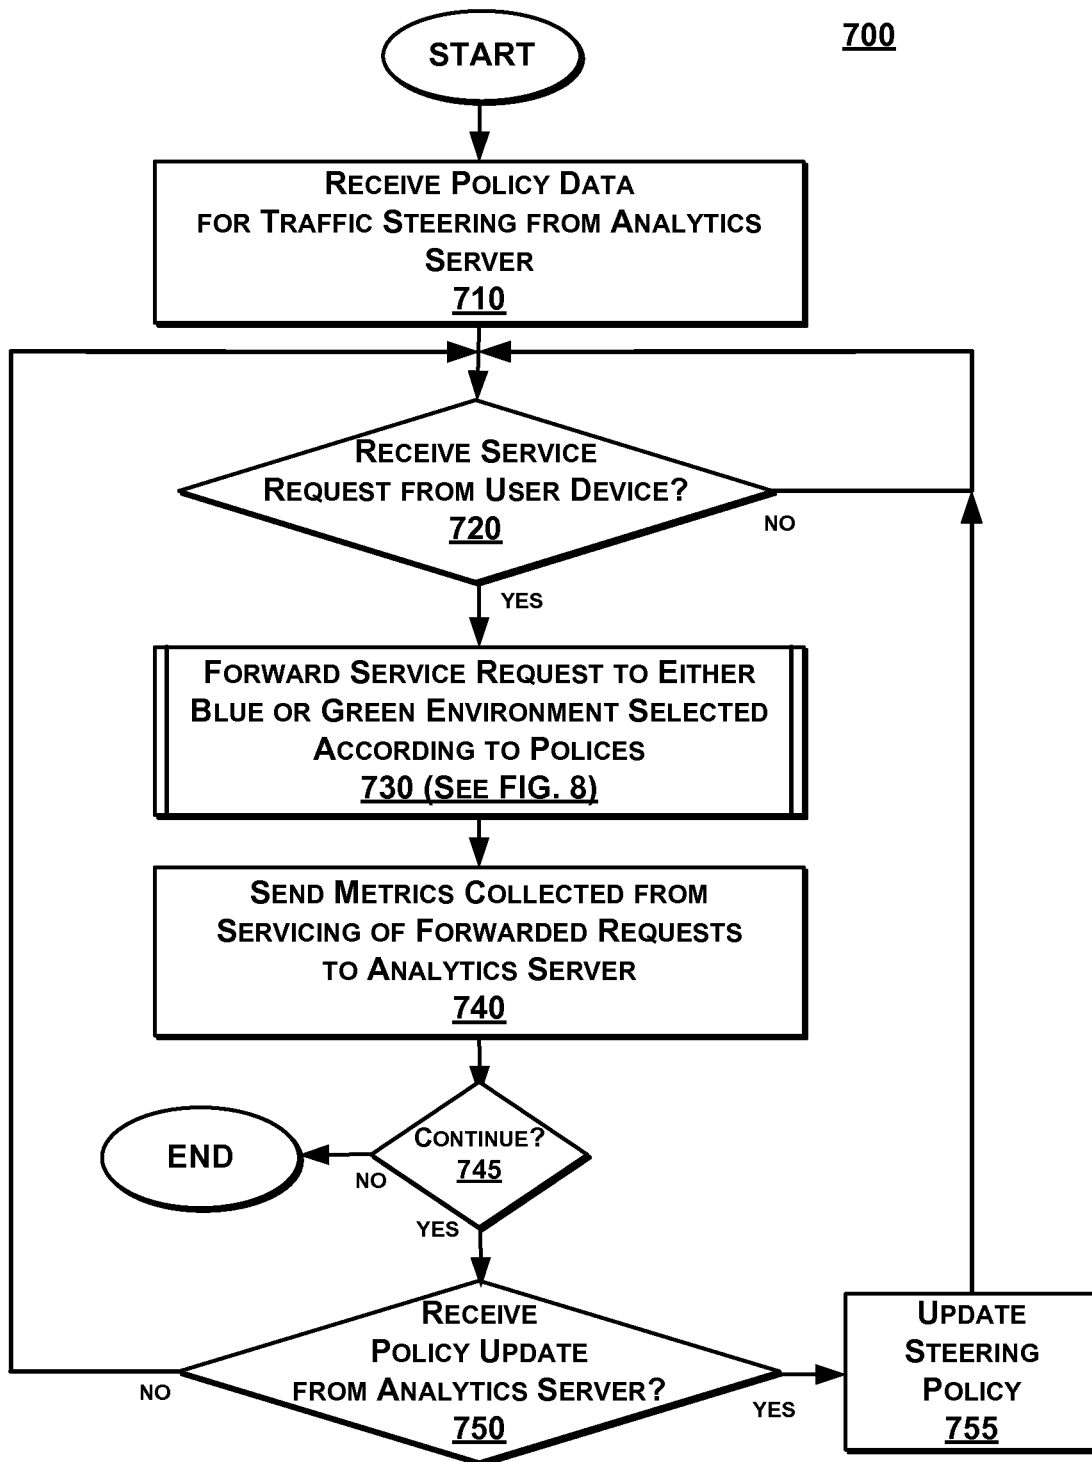 START
700
RECEIVE POLICY DATA
FOR TRAFFIC STEERING FROM ANALYTICS
SERVER
710
RECEIVE SERVICE
REQUEST FROM USER DEVICE?
720
NO
YES
FORWARD SERVICE REQUEST TO EITHER
BLUE OR GREEN ENVIRONMENT SELECTED
ACCORDING TO POLICES
730 (SEE FIG. 8)
SEND METRICS COLLECTED FROM
SERVICING OF FORWARDED REQUESTS
TO ANALYTICS SERVER
740
CONTINUE?
745
END
NO
YES
RECEIVE
POLICY UPDATE
FROM ANALYTICS SERVER?
750
NO
YES
UPDATE
STEERING
POLICY
755